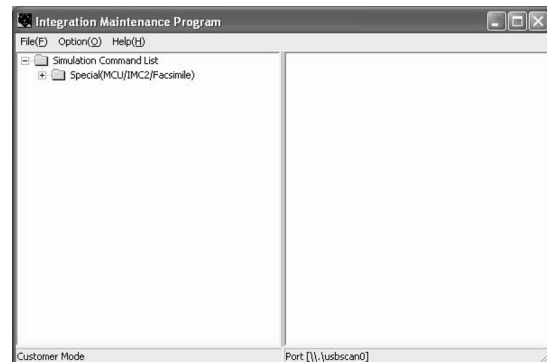 Integration Maintenance Program
File(F) Option(O) Help(H)
Simulation Command List
Special(MCU/IMC2/Facsimile)
Customer Mode Port [\\.\usbscan0]